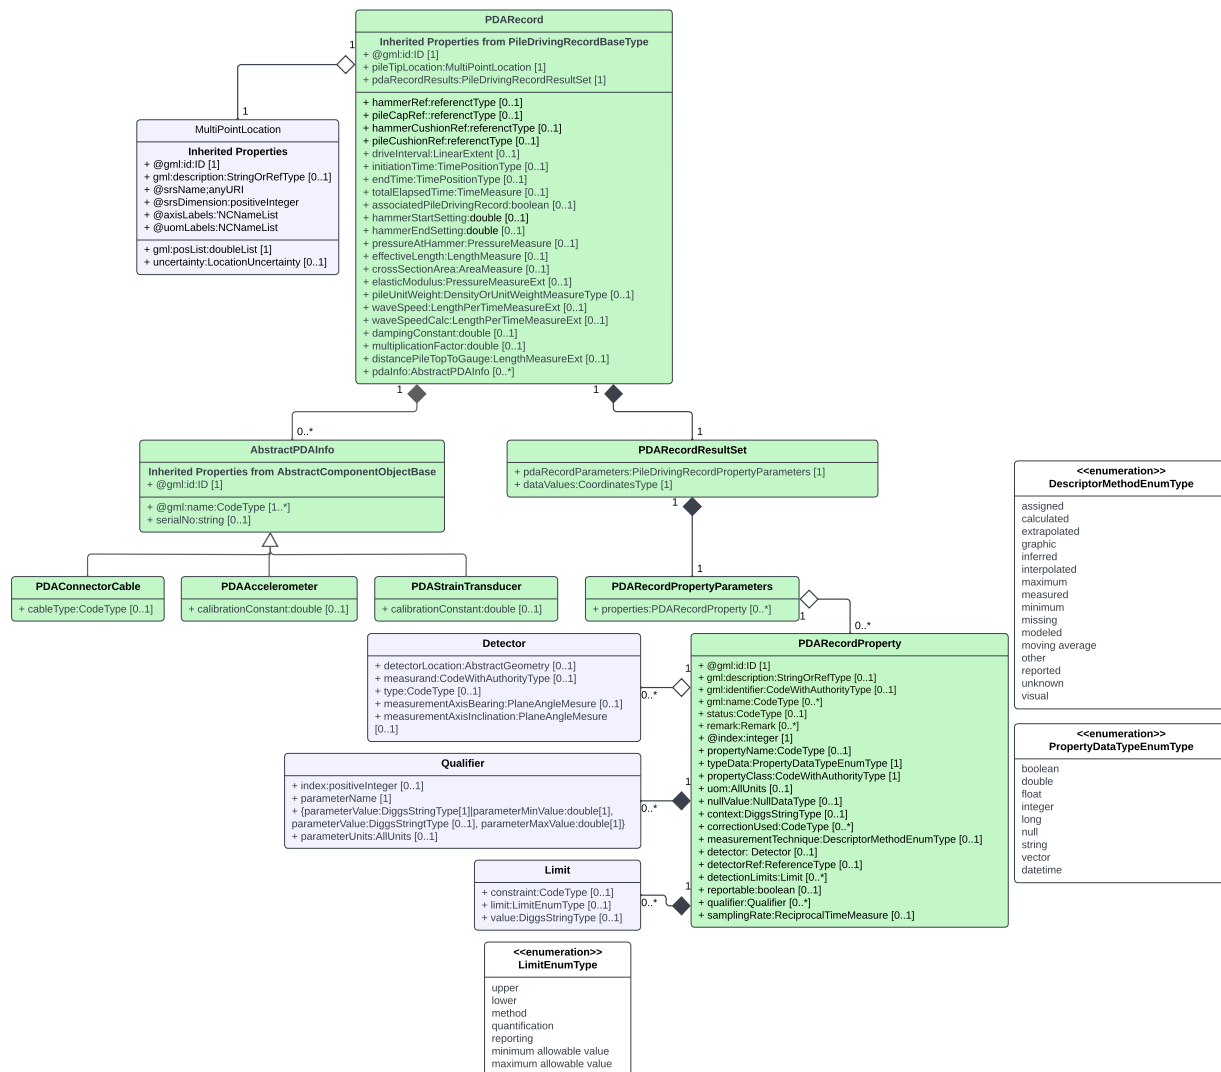 PDARecord
Inherited Properties from PileDrivingRecordBaseType
+ @gml:id:ID [1]
+ pileTipLocation:MultiPointLocation [1]
+ pdaRecordResults:PileDrivingRecordResultSet [1]
+ hammerRef:referenctType [0..1]
+ pileCapRef::referenctType [0..1]
+ hammerCushionRef:referenctType [0..1]
+ pileCushionRef:referenctType [0..1]
+ driveInterval:LinearExtent [0..1]
+ initiationTime:TimePositionType [0..1]
+ endTime:TimePositionType [0..1]
+ totalElapsedTime:TimeMeasure [0..1]
+ associatedPileDrivingRecord:boolean [0..1]
+ hammerStartSetting:double [0..1]
+ hammerEndSetting:double [0..1]
+ pressureAtHammer:PressureMeasure [0..1]
+ effectiveLength:LengthMeasure [0..1]
+ crossSectionArea:AreaMeasure [0..1]
+ elasticModulus:PressureMeasureExt [0..1]
+ pileUnitWeight:DensityOrUnitWeightMeasureType [0..1]
+ waveSpeed:LengthPerTimeMeasureExt [0..1]
+ waveSpeedCalc:LengthPerTimeMeasureExt [0..1]
+ dampingConstant:double [0..1]
+ multiplicationFactor:double [0..1]
+ distancePileTopToGauge:LengthMeasureExt [0..1]
+ pdaInfo:AbstractPDAInfo [0..*]
1
1
MultiPointLocation
Inherited Properties
+ @gml:id:ID [1]
+ gml:description:StringOrRefType [0..1]
+ @srsName;anyURI
+ @srsDimension:positiveInteger
+ @axisLabels:'NCNameList
+ @uomLabels:NCNameList
+ gml:posList:doubleList [1]
+ uncertainty:LocationUncertainty [0..1]
1
0..*
1
1
AbstractPDAInfo
Inherited Properties from AbstractComponentObjectBase
+ @gml:id:ID [1]
+ @gml:name:CodeType [1..*]
+ serialNo:string [0..1]
PDARecordResultSet
+ pdaRecordParameters:PileDrivingRecordPropertyParameters [1]
+ dataValues:CoordinatesType [1]
1
1
PDAConnectorCable
+ cableType:CodeType [0..1]
PDAAccelerometer
+ calibrationConstant:double [0..1]
PDAStrainTransducer
+ calibrationConstant:double [0..1]
PDARecordPropertyParameters
+ properties:PDARecordProperty [0..*]
1
0..*
Detector
+ detectorLocation:AbstractGeometry [0..1]
+ measurand:CodeWithAuthorityType [0..1]
+ type:CodeType [0..1]
+ measurementAxisBearing:PlaneAngleMesure [0..1]
+ measurementAxisInclination:PlaneAngleMesure
[0..1]
0..*
1
Qualifier
+ index:positiveInteger [0..1]
+ parameterName [1]
+ {parameterValue:DiggsStringType[1]|parameterMinValue:double[1],
parameterValue:DiggsStringtType [0..1], parameterMaxValue:double[1]}
+ parameterUnits:AllUnits [0..1]
0..*
1
Limit
+ constraint:CodeType [0..1]
+ limit:LimitEnumType [0..1]
+ value:DiggsStringType [0..1]
0..*
1
PDARecordProperty
+ @gml:id:ID [1]
+ gml:description:StringOrRefType [0..1]
+ gml:identifier:CodeWithAuthorityType [0..1]
+ gml:name:CodeType [0..*]
+ status:CodeType [0..1]
+ remark:Remark [0..*]
+ @index:integer [1]
+ propertyName:CodeType [0..1]
+ typeData:PropertyDataTypeEnumType [1]
+ propertyClass:CodeWithAuthorityType [1]
+ uom:AllUnits [0..1]
+ nullValue:NullDataType [0..1]
+ context:DiggsStringType [0..1]
+ correctionUsed:CodeType [0..*]
+ measurementTechnique:DescriptorMethodEnumType [0..1]
+ detector: Detector [0..1]
+ detectorRef:ReferenceType [0..1]
+ detectionLimits:Limit [0..*]
+ reportable:boolean [0..1]
+ qualifier:Qualifier [0..*]
+ samplingRate:ReciprocalTimeMeasure [0..1]
<<enumeration>>
DescriptorMethodEnumType
assigned
calculated
extrapolated
graphic
inferred
interpolated
maximum
measured
minimum
missing
modeled
moving average
other
reported
unknown
visual
<<enumeration>>
PropertyDataTypeEnumType
boolean
double
float
integer
long
null
string
vector
datetime
<<enumeration>>
LimitEnumType
upper
lower
method
quantification
reporting
minimum allowable value
maximum allowable value